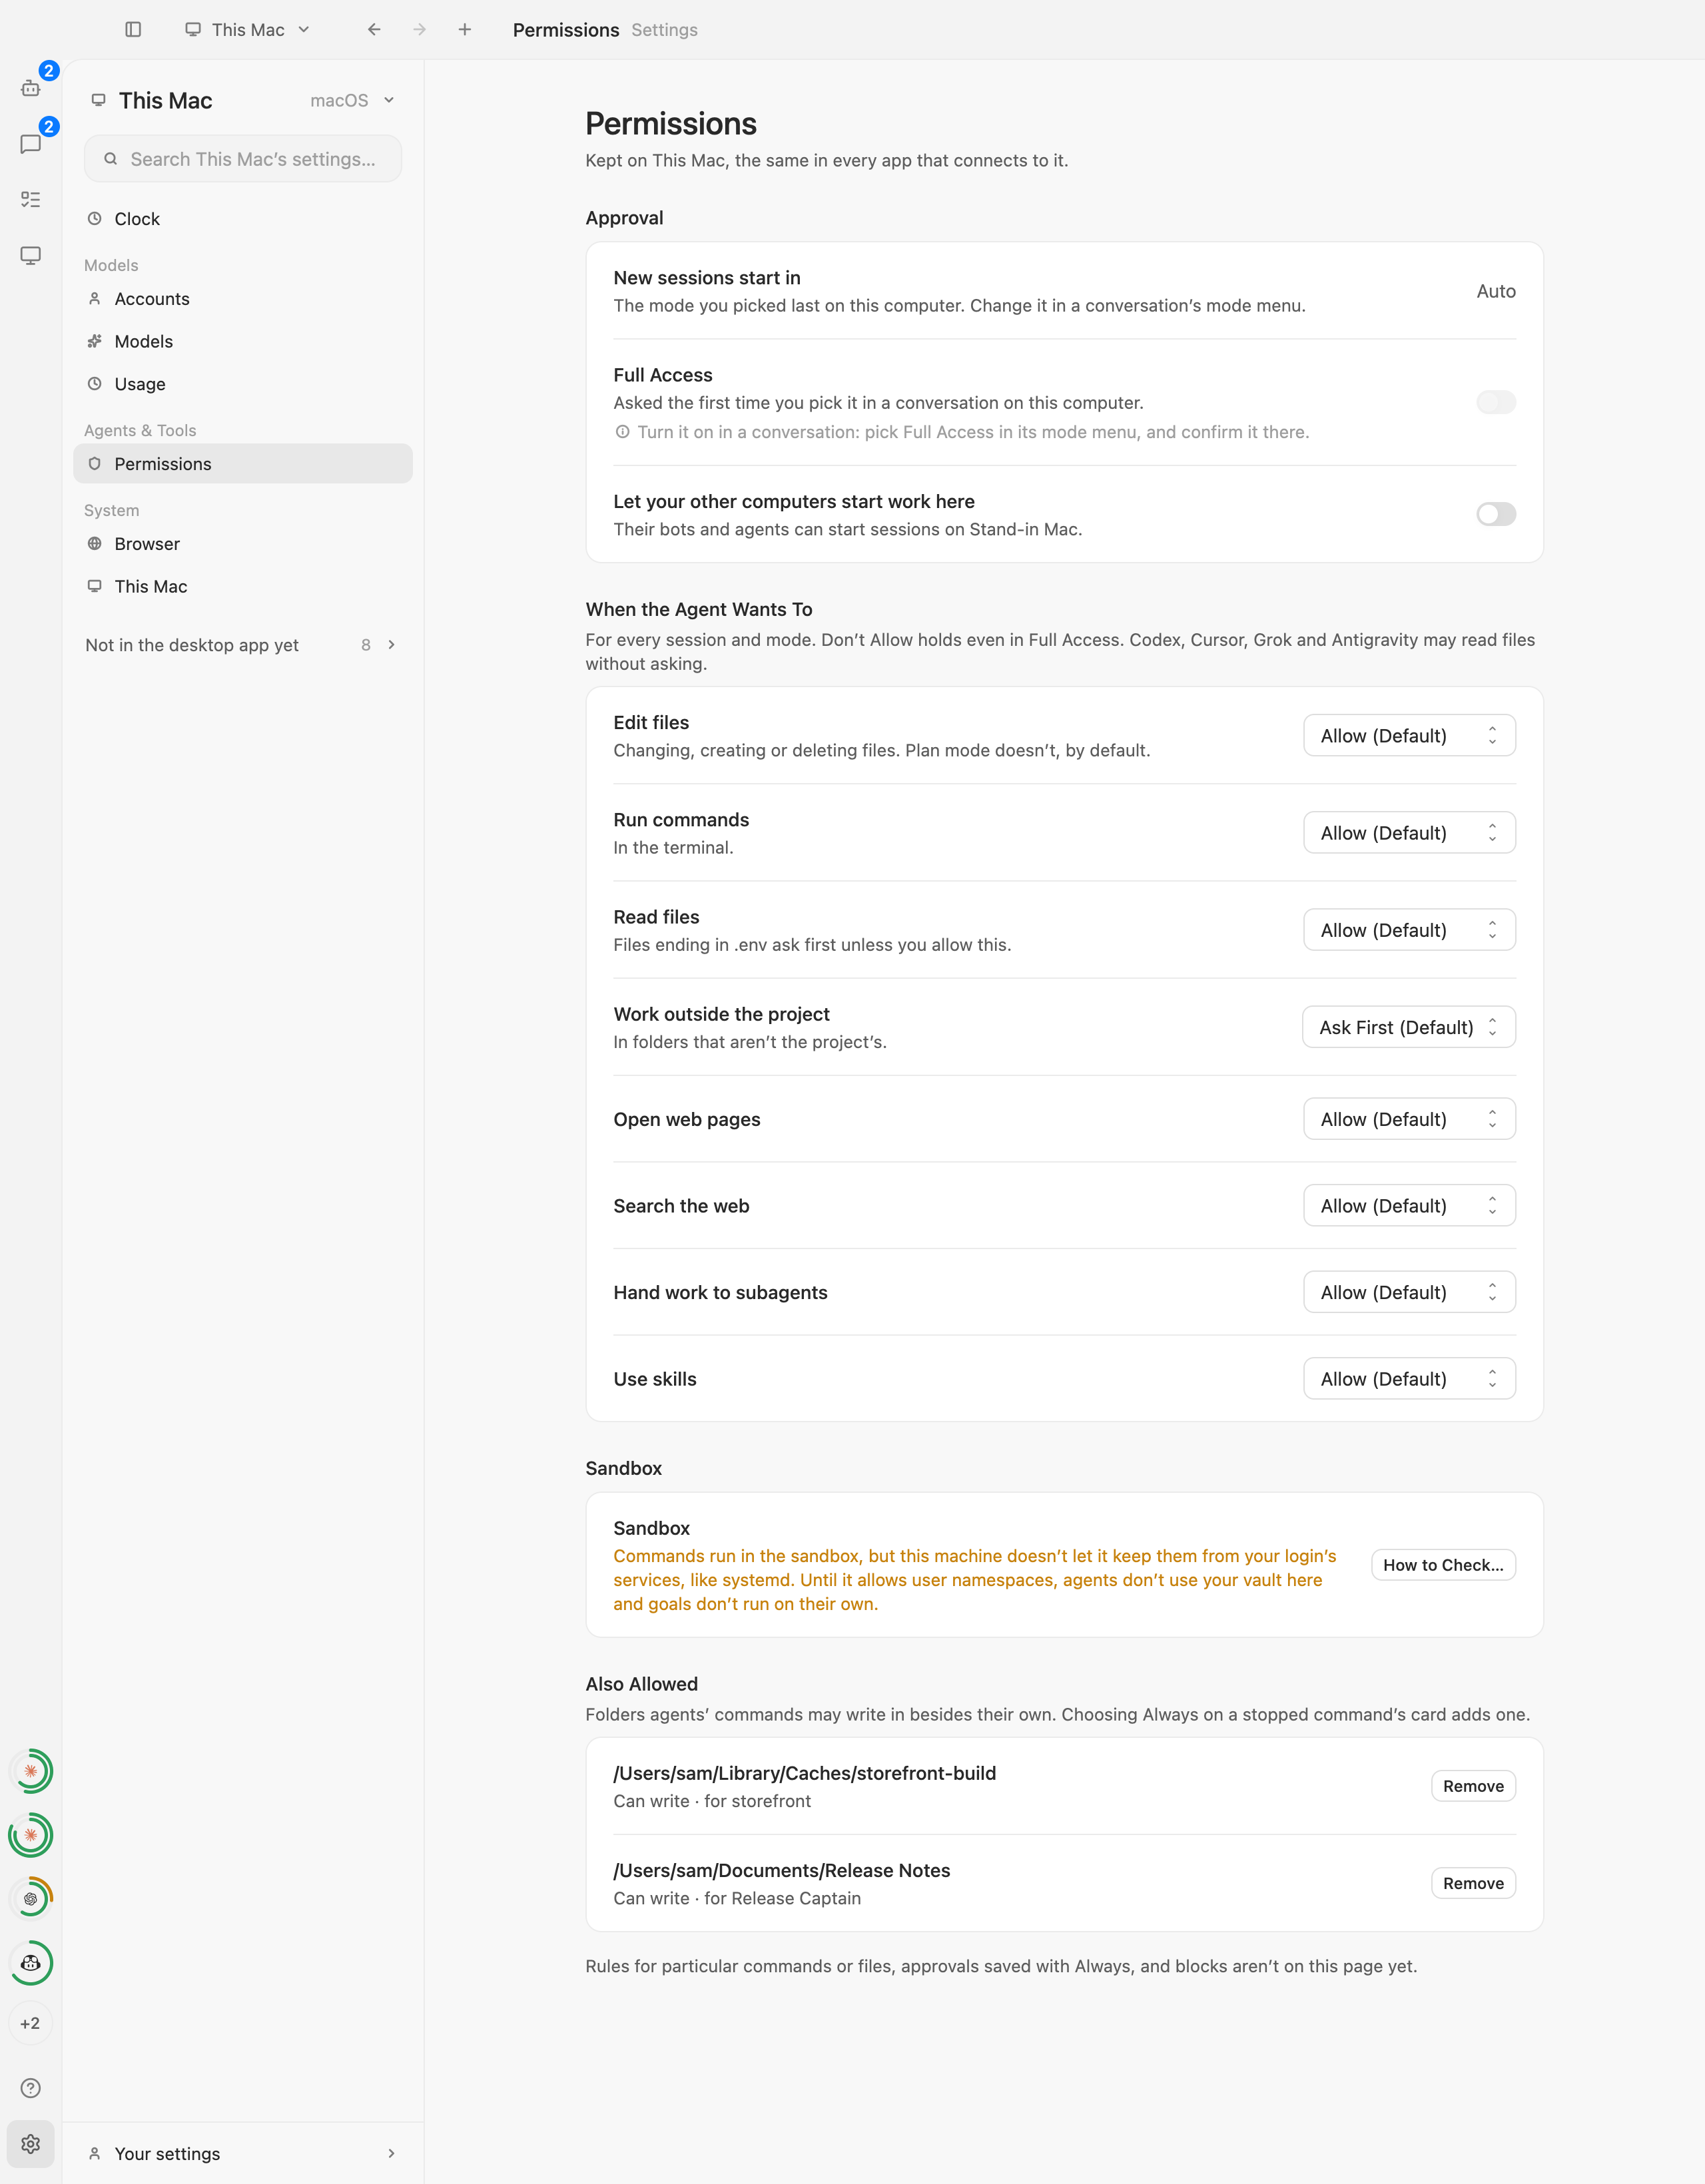 This Mac
Permissions Settings
2
2
This Mac
macOS
Search This Mac’s settings…
Clock
Models
Accounts
Models
Usage
Agents & Tools
Permissions
System
Browser
This Mac
Not in the desktop app yet
8
+2
Your settings
Permissions
Kept on This Mac, the same in every app that connects to it.
Approval
New sessions start in
The mode you picked last on this computer. Change it in a conversation’s mode menu.
Auto
Full Access
Asked the first time you pick it in a conversation on this computer.
Turn it on in a conversation: pick Full Access in its mode menu, and confirm it there.
Let your other computers start work here
Their bots and agents can start sessions on Stand-in Mac.
When the Agent Wants To
For every session and mode. Don’t Allow holds even in Full Access. Codex, Cursor, Grok and Antigravity may read files
without asking.
Edit files
Changing, creating or deleting files. Plan mode doesn’t, by default.
Allow (Default)
Run commands
In the terminal.
Allow (Default)
Read files
Files ending in .env ask first unless you allow this.
Allow (Default)
Work outside the project
In folders that aren’t the project’s.
Ask First (Default)
Open web pages
Allow (Default)
Search the web
Allow (Default)
Hand work to subagents
Allow (Default)
Use skills
Allow (Default)
Sandbox
Sandbox
Commands run in the sandbox, but this machine doesn’t let it keep them from your login’s
services, like systemd. Until it allows user namespaces, agents don’t use your vault here
and goals don’t run on their own.
How to Check…
Also Allowed
Folders agents’ commands may write in besides their own. Choosing Always on a stopped command’s card adds one.
/Users/sam/Library/Caches/storefront-build
Can write · for storefront
Remove
/Users/sam/Documents/Release Notes
Can write · for Release Captain
Remove
Rules for particular commands or files, approvals saved with Always, and blocks aren’t on this page yet.